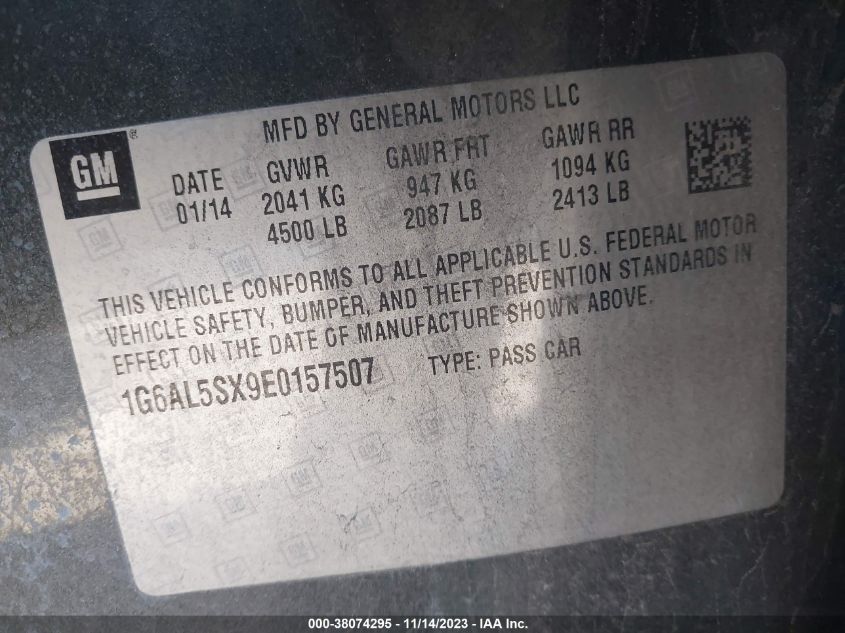 GM
MFD BY GENERAL MOTORS LLC
DATE GVWR GAWR FRT GAWR RR
01/14 2041 KG 947 KG 1094 KG
4500 LB 2087 LB 2413 LB
THIS VEHICLE CONFORMS TO ALL APPLICABLE U.S. FEDERAL MOTOR
VEHICLE SAFETY, BUMPER, AND THEFT PREVENTION STANDARDS IN
EFFECT ON THE DATE OF MANUFACTURE SHOWN ABOVE.
1G6AL5SX9E0157507 TYPE: PASS CAR
000-38074295 - 11/14/2023 - IAA Inc.